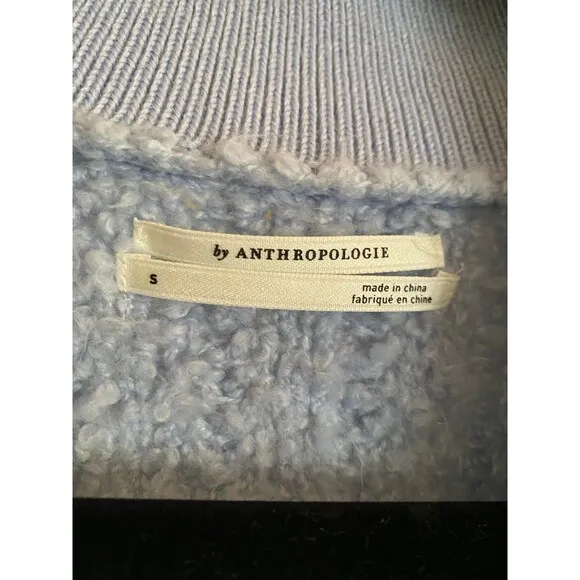 by ANTHROPOLOGIE
S
made in china
fabriqué en chine